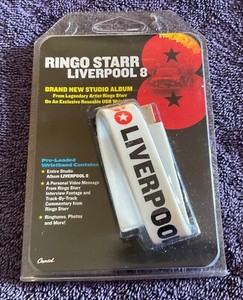 RINGO STARR
LIVERPOOL 8
BRAND NEW STUDIO ALBUM
From Legendary Artist Ringo Starr
On An Exclusive Reusable USB
LIVERPOO
Pre-Loaded
Wristband Contains
• Entire Studio
Album LIVERPOOL 8
• A Personal Video Message
From Ringo Starr
Interview Footage and
Track-By-Track
Commentary from
Ringo Starr
• Ringtones, Photos
and More!
Capitol